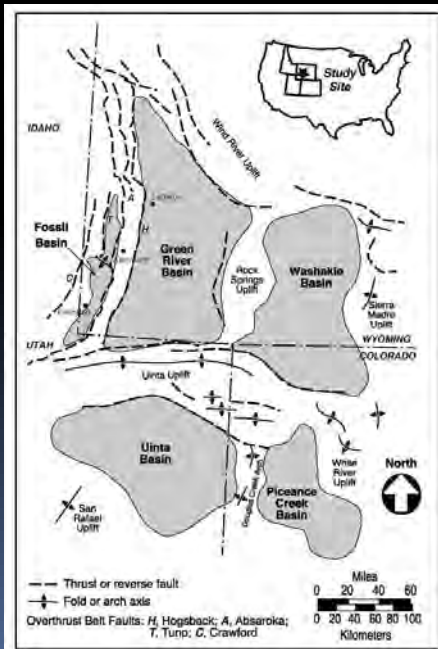 Study
Site
IDAHO
Wind River Uplift
Fossil
Basin
A
T
H
C
Green
River
Basin
Rock
Springs
Uplift
Washakie
Basin
Sierra
Madre
Uplift
UTAH
WYOMING
COLORADO
Uinta Uplift
Uinta
Basin
Douglas Creek Arch
White
River
Uplift
Piceance
Creek
Basin
North
San
Rafael
Uplift
Thrust or reverse fault
Fold or arch axis
Overthrust Belt Faults: H, Hogsback; A, Absaroka;
T, Tunp; C, Crawford
Miles
0 20 40 60
0 20 40 60 80 100
Kilometers